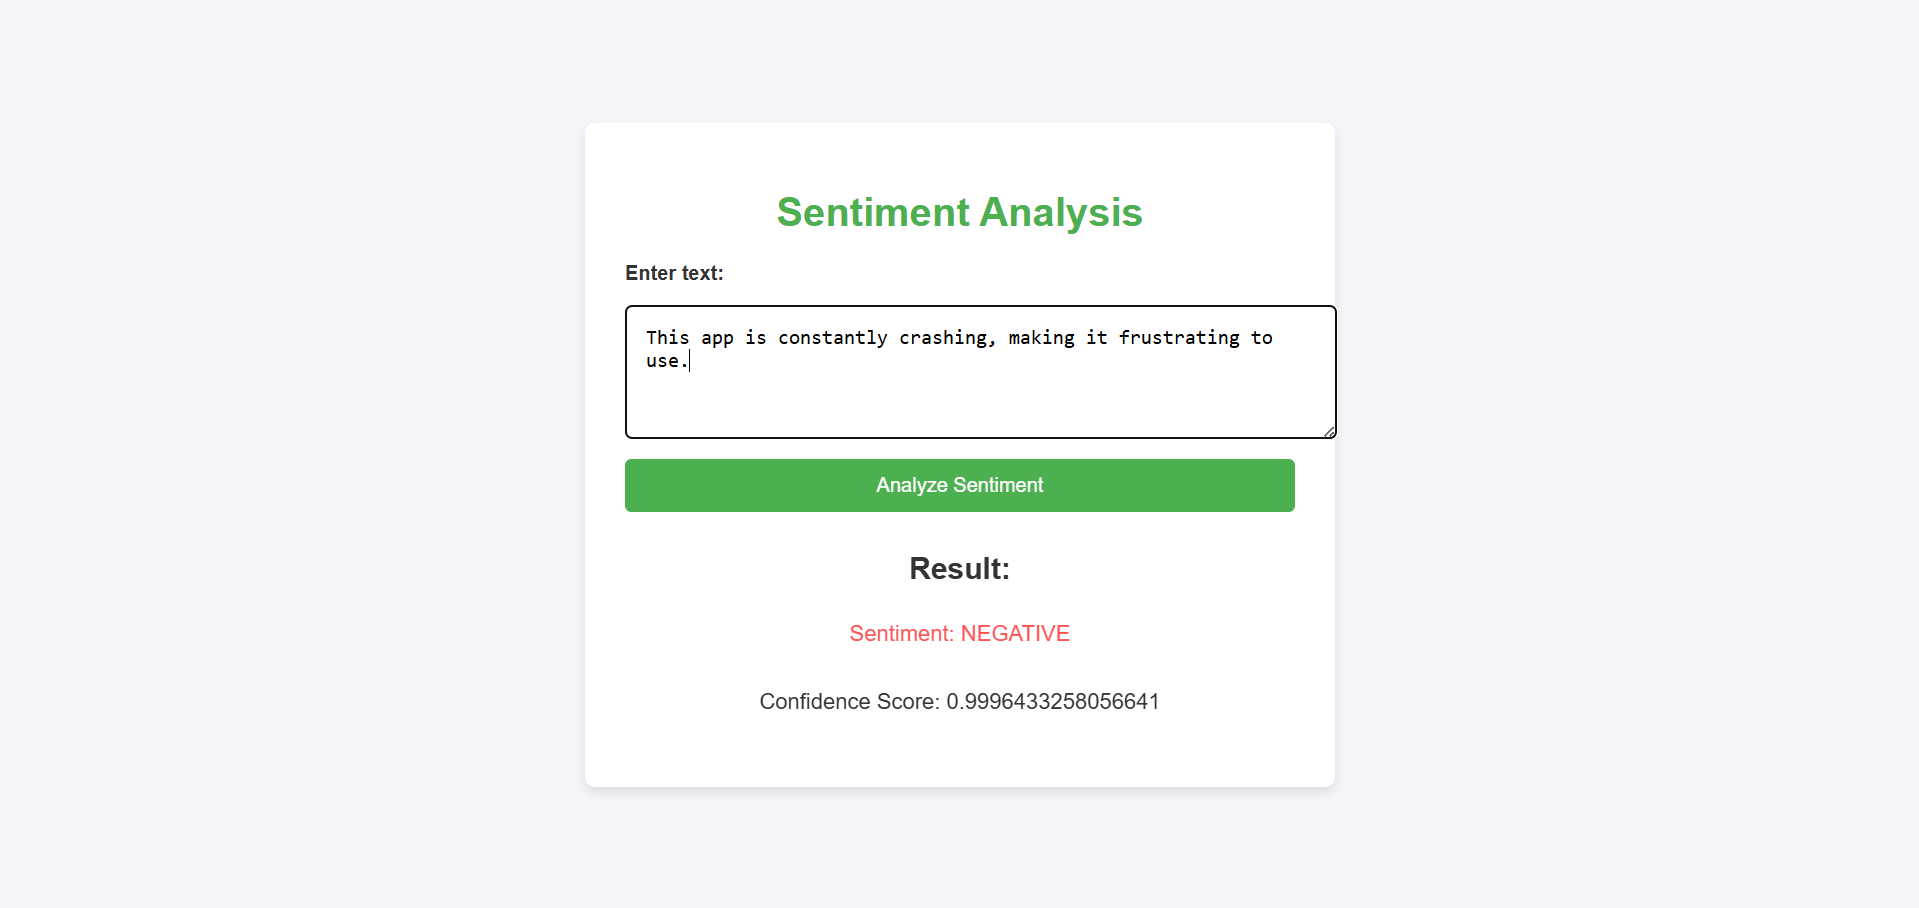 Sentiment Analysis
Enter text:
This app is constantly crashing, making it frustrating to
use.
Analyze Sentiment
Result:
Sentiment: NEGATIVE
Confidence Score: 0.9996433258056641